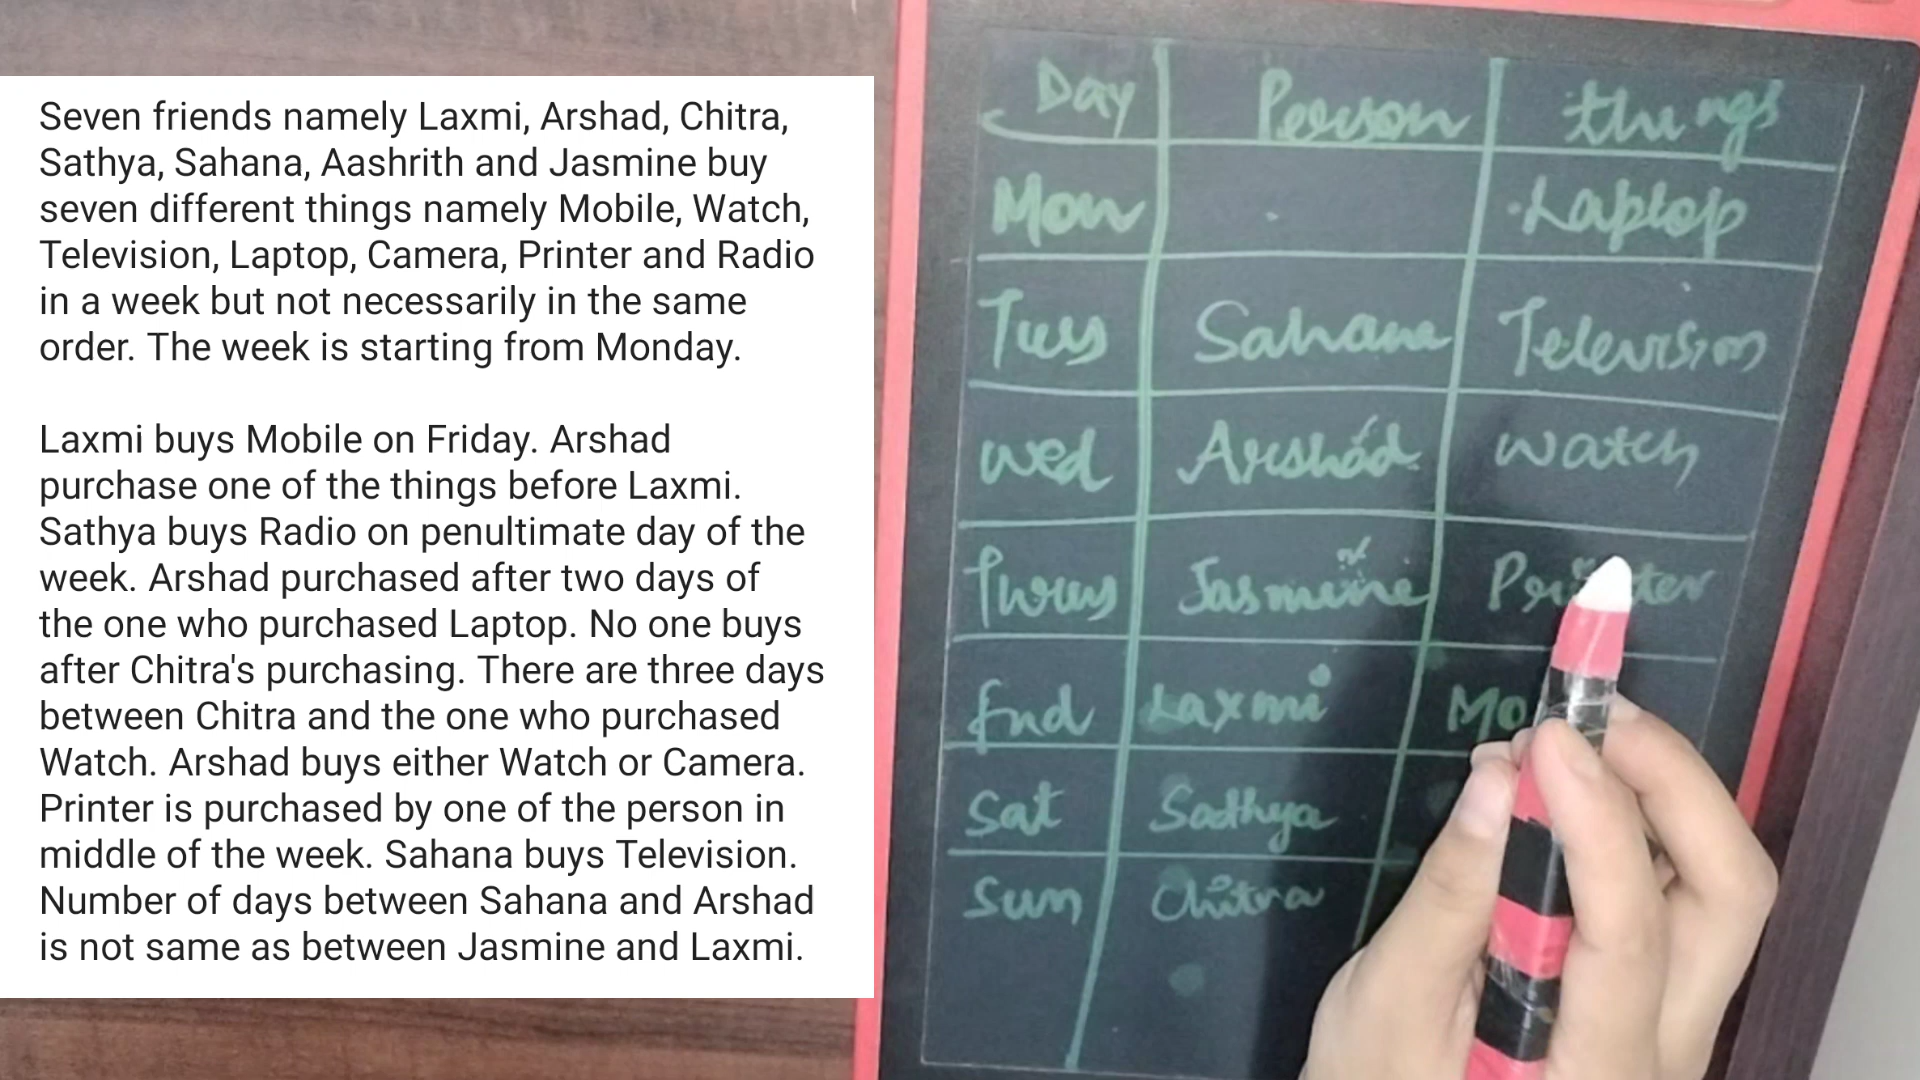 Seven friends namely Laxmi, Arshad, Chitra,
Sathya, Sahana, Aashrith and Jasmine buy
seven different things namely Mobile, Watch,
Television, Laptop, Camera, Printer and Radio
in a week but not necessarily in the same
order. The week is starting from Monday.
Laxmi buys Mobile on Friday. Arshad
purchase one of the things before Laxmi.
Sathya buys Radio on penultimate day of the
week. Arshad purchased after two days of
the one who purchased Laptop. No one buys
after Chitra's purchasing. There are three days
between Chitra and the one who purchased
Watch. Arshad buys either Watch or Camera.
Printer is purchased by one of the person in
middle of the week. Sahana buys Television.
Number of days between Sahana and Arshad
is not same as between Jasmine and Laxmi.
Day Person things
Mon Laptop
Tues Sahana Television
wed Arshad watch
Thurs Jasmine
Frid Laxmi
Sat Sathya
Sun Chitra